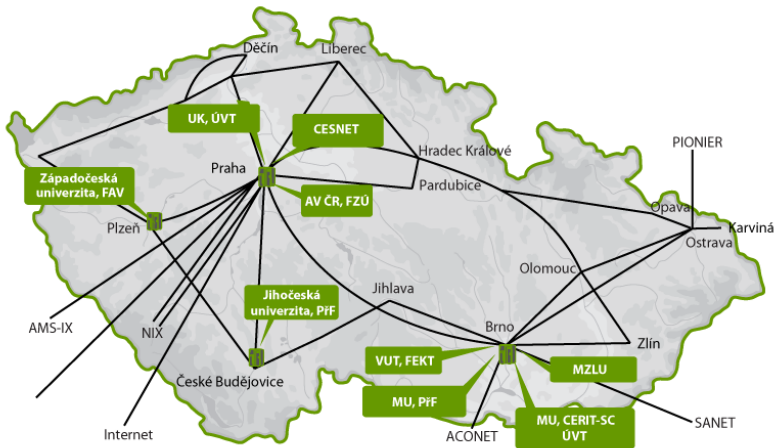 Děčín
Liberec
UK, ÚVT
CESNET
PIONIER
Hradec Králové
Praha
Západočeská
univerzita, FAV
Pardubice
AV ČR, FZÚ
Opava
Karviná
Plzeň
Ostrava
Olomouc
Jihlava
Jihočeská
univerzita, PřF
AMS-IX
NIX
Brno
Zlín
VUT, FEKT
MZLU
České Budějovice
MU, PřF
MU, CERIT-SC
ÚVT
SANET
Internet
ACONET